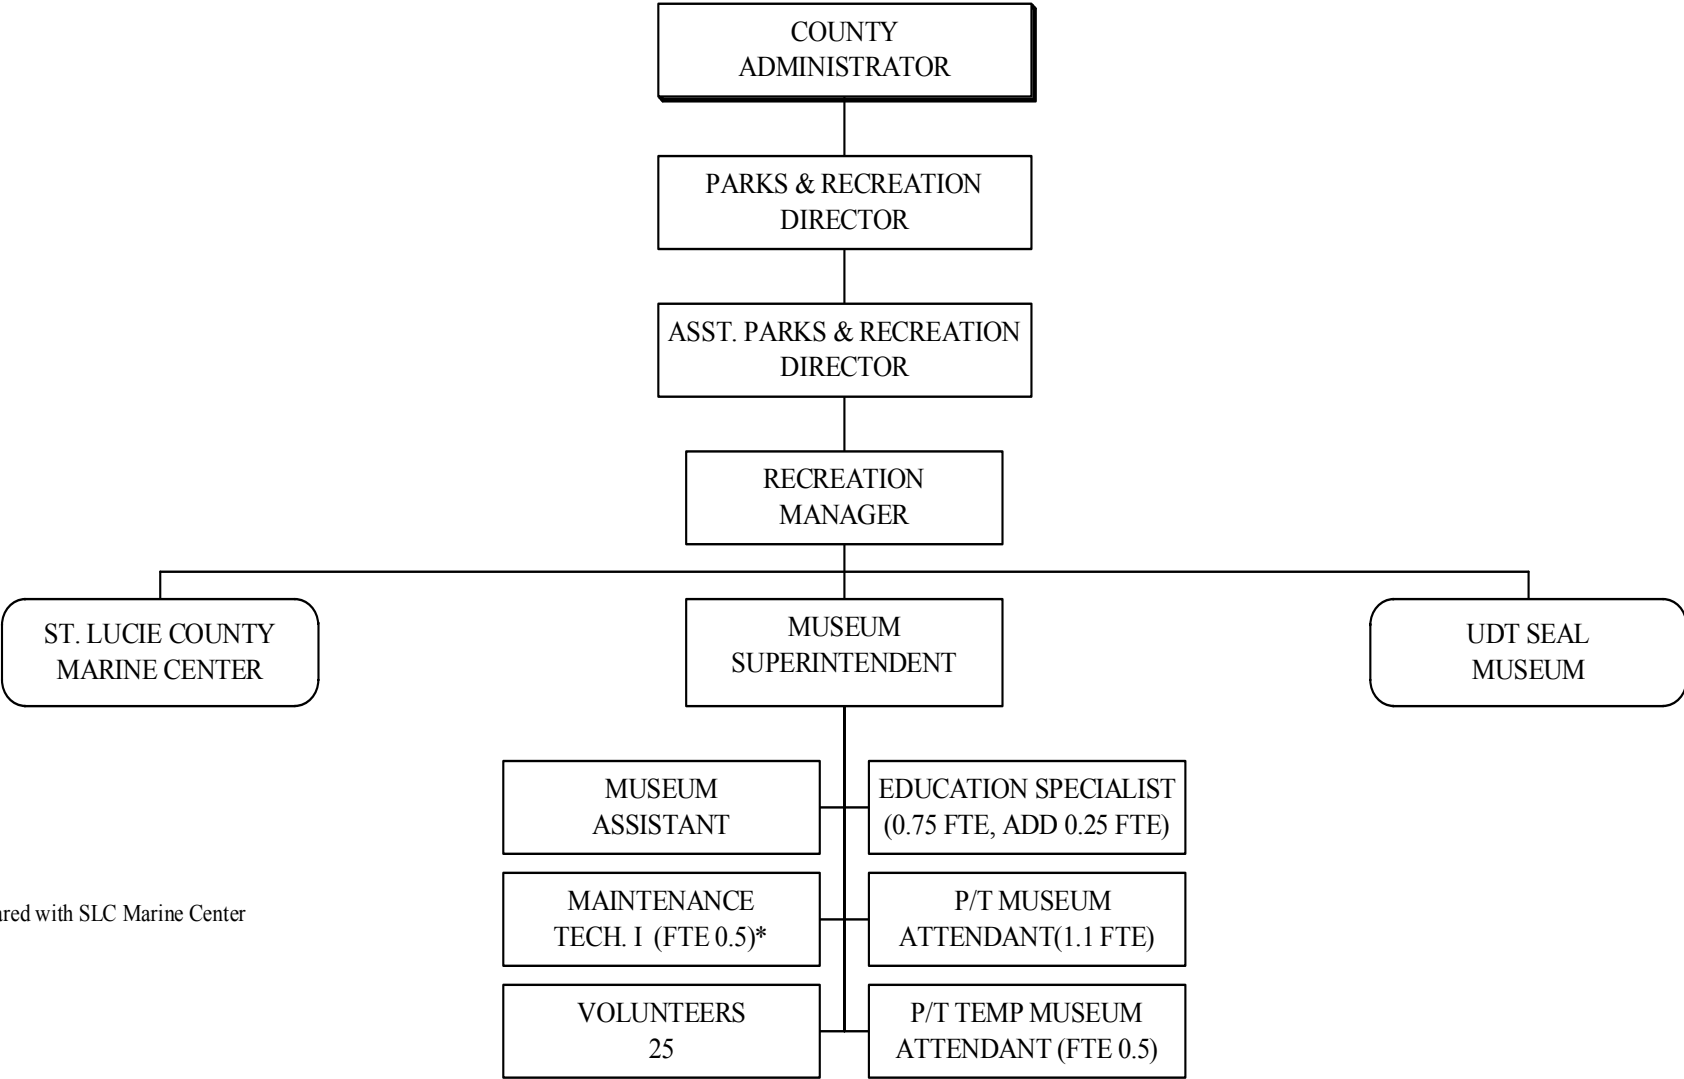 COUNTY
ADMINISTRATOR
PARKS & RECREATION
DIRECTOR
ASST. PARKS & RECREATION
DIRECTOR
RECREATION
MANAGER
ST. LUCIE COUNTY
MARINE CENTER
MUSEUM
SUPERINTENDENT
UDT SEAL
MUSEUM
MUSEUM
ASSISTANT
EDUCATION SPECIALIST
(0.75 FTE, ADD 0.25 FTE)
MAINTENANCE
TECH. I (FTE 0.5)*
P/T MUSEUM
ATTENDANT(1.1 FTE)
with SLC Marine Center
VOLUNTEERS
25
P/T TEMP MUSEUM
ATTENDANT (FTE 0.5)